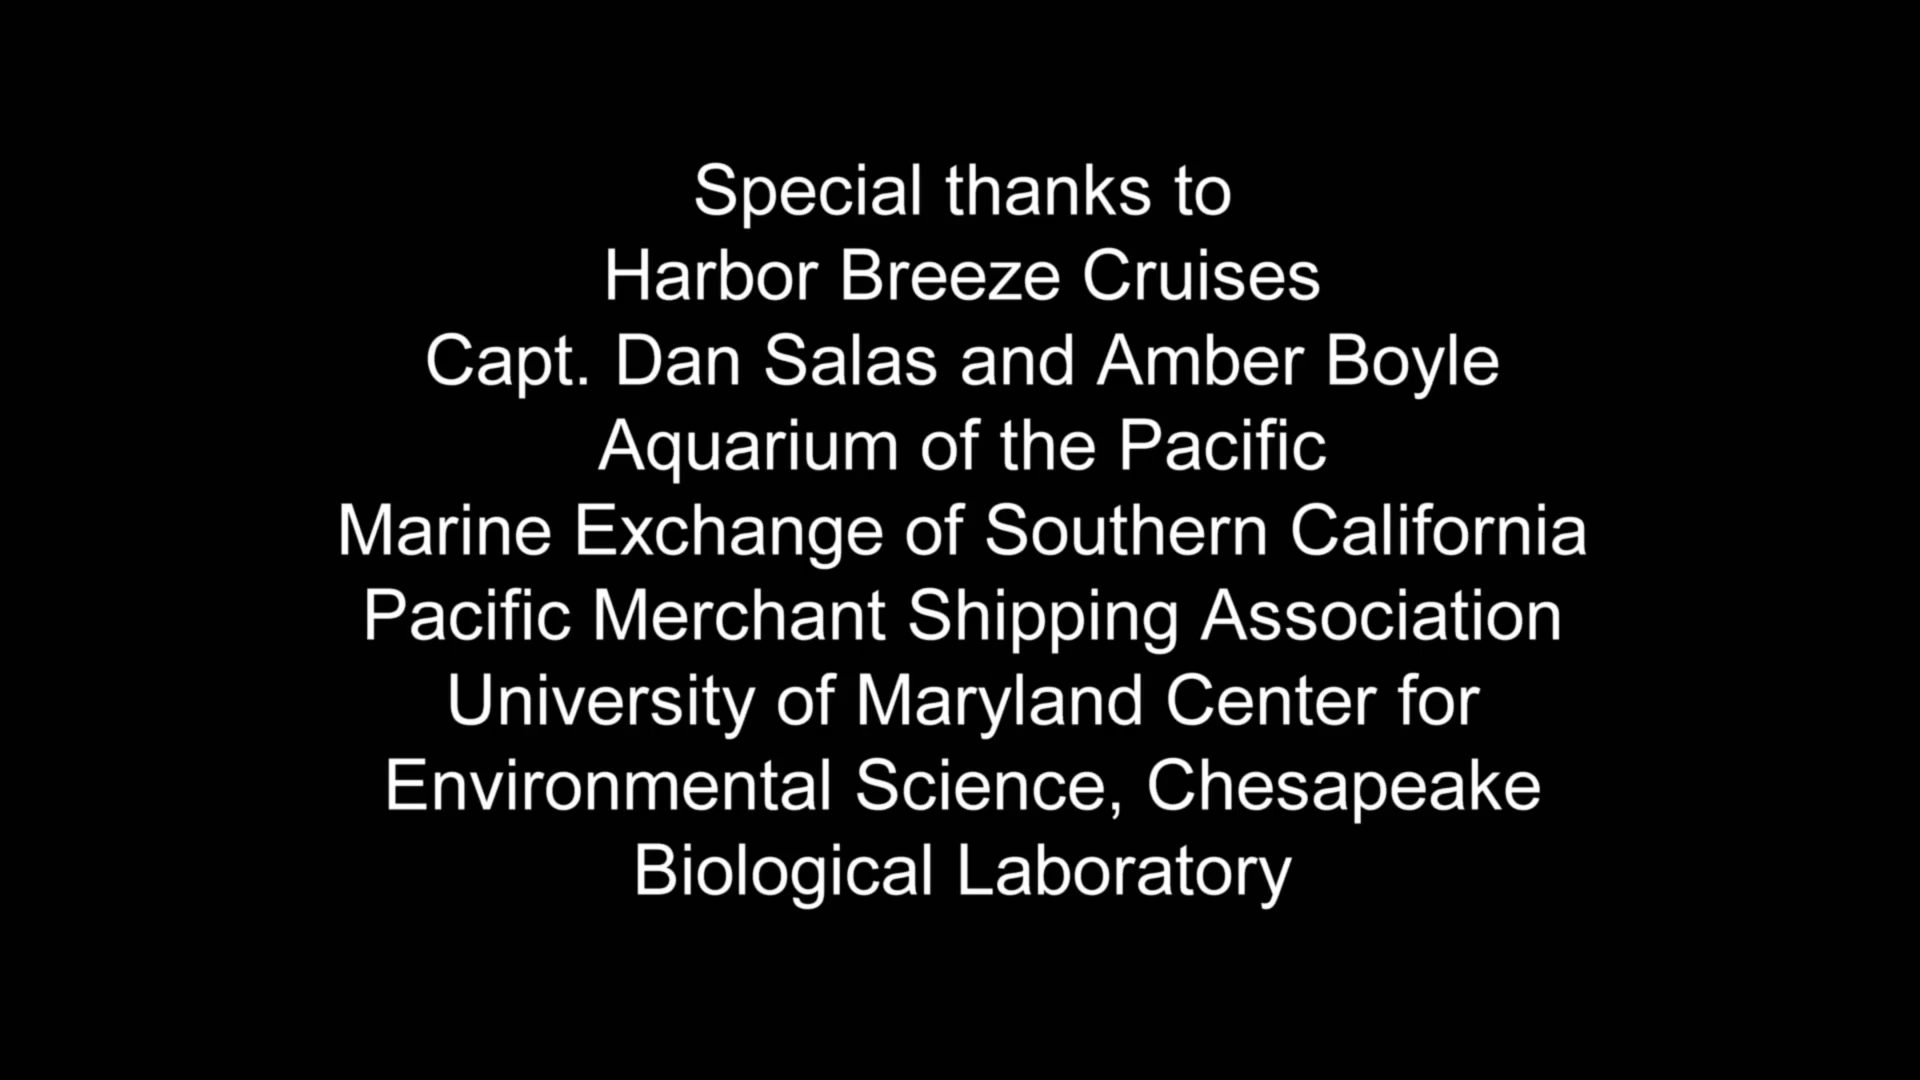 Special thanks to
Harbor Breeze Cruises
Capt. Dan Salas and Amber Boyle
Aquarium of the Pacific
Marine Exchange of Southern California
Pacific Merchant Shipping Association
University of Maryland Center for
Environmental Science, Chesapeake
Biological Laboratory